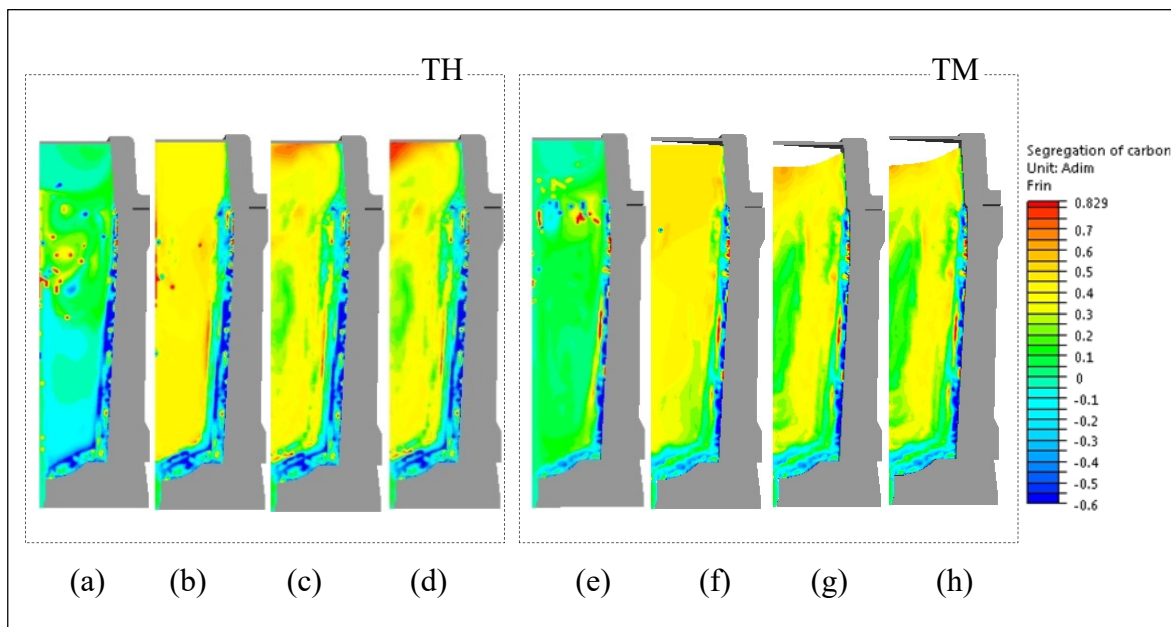 TH
TM
Segregation of carbon
Unit: Adim
Frin
0.829
0.7
0.6
0.5
0.4
0.3
0.2
0.1
0
-0.1
-0.2
-0.3
-0.4
-0.5
-0.6
(a)
(b)
(c)
(d)
(e)
(f)
(g)
(h)